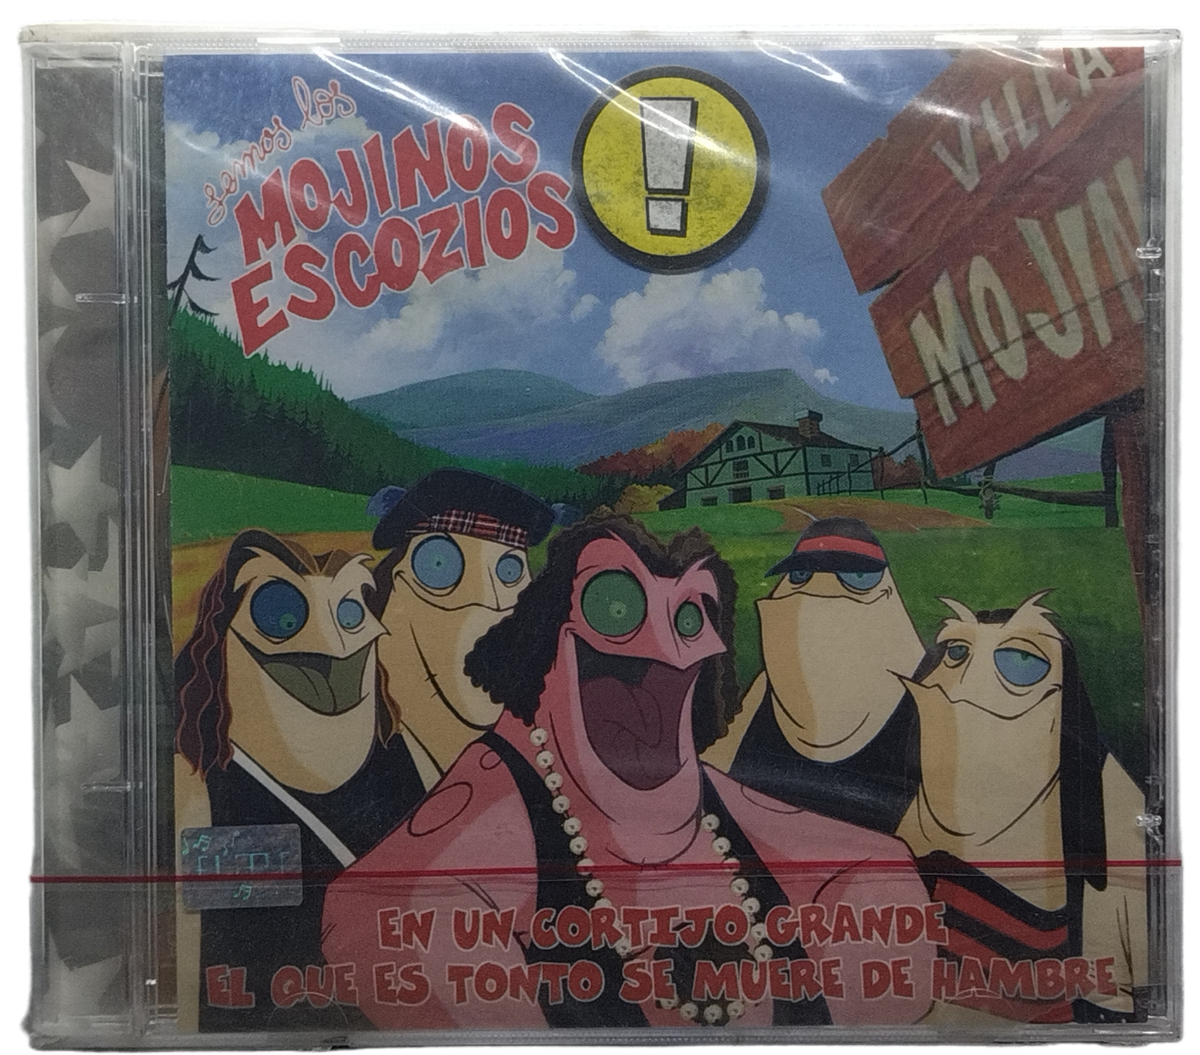 semos los
MOJINOS
ESCOZIOS
!
VILLA
MOJIN
EN UN CORTIJO GRANDE
EL QUE ES TONTO SE MUERE DE HAMBRE